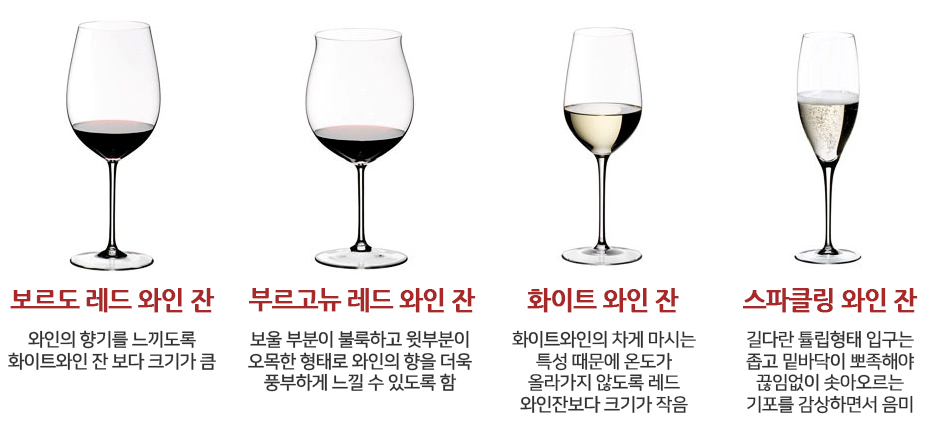 보르도 레드 와인 잔
와인의 향기를 느끼도록
화이트와인 잔 보다 크기가 큼
부르고뉴 레드 와인 잔
보울 부분이 불룩하고 윗부분이
오목한 형태로 와인의 향을 더욱
풍부하게 느낄 수 있도록 함
화이트 와인 잔
화이트와인의 차게 마시는
특성 때문에 온도가
올라가지 않도록 레드
와인잔보다 크기가 작음
스파클링 와인 잔
길다란 튤립형태 입구는
좁고 밑바닥이 뾰족해야
끊임없이 솟아오르는
기포를 감상하면서 음미